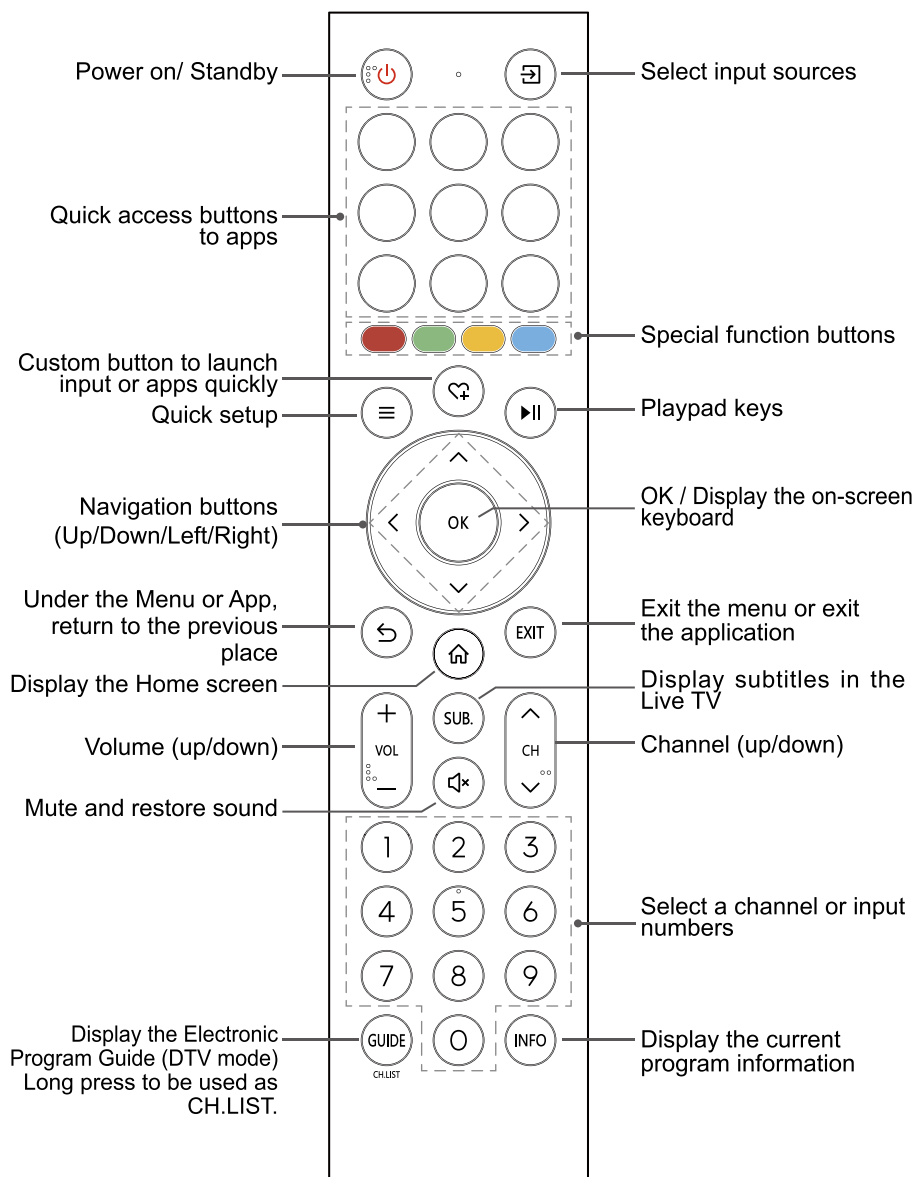 Power on/ Standby
Select input sources
Quick access buttons
to apps
Special function buttons
Custom button to launch
input or apps quickly
Quick setup
Playpad keys
Navigation buttons
(Up/Down/Left/Right)
OK
OK / Display the on-screen
keyboard
Under the Menu or App,
return to the previous
place
EXIT
Exit the menu or exit
the application
Display the Home screen
SUB.
Display subtitles in the
Live TV
Volume (up/down)
VOL
CH
Channel (up/down)
Mute and restore sound
1 2 3
4 5 6
7 8 9
Select a channel or input
numbers
Display the Electronic
Program Guide (DTV mode)
Long press to be used as
CH.LIST.
GUIDE 0 INFO
CH.LIST
Display the current
program information